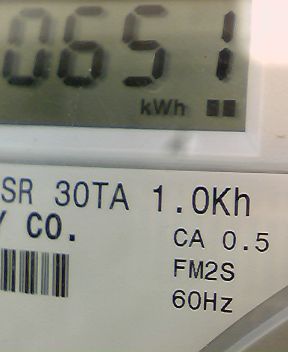 0651
kWh
SR 30TA 1.0Kh
Y CO.
CA 0.5
FM2S
60Hz